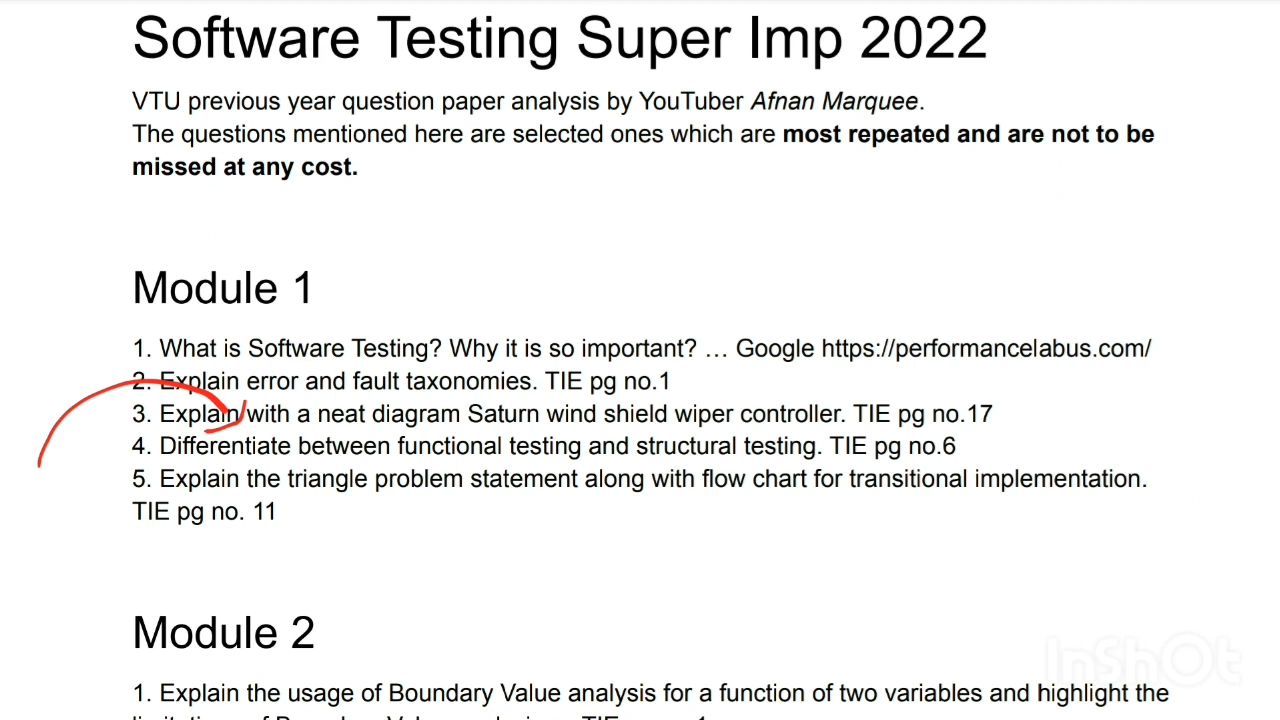 Software Testing Super Imp 2022
VTU previous year question paper analysis by YouTuber Afnan Marquee.
The questions mentioned here are selected ones which are most repeated and are not to be
missed at any cost.
Module 1
1. What is Software Testing? Why it is so important? … Google https://performancelabus.com/
2. Explain error and fault taxonomies. TIE pg no.1
3. Explain with a neat diagram Saturn wind shield wiper controller. TIE pg no.17
4. Differentiate between functional testing and structural testing. TIE pg no.6
5. Explain the triangle problem statement along with flow chart for transitional implementation.
TIE pg no. 11
Module 2
1. Explain the usage of Boundary Value analysis for a function of two variables and highlight the
InShOt